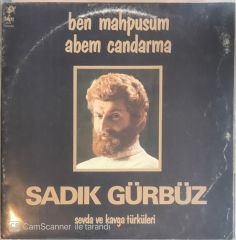 ben mahpusum
abem candarma
SADIK GÜRBÜZ
sevda ve kavga türküleri
CamScanner ile tarandı